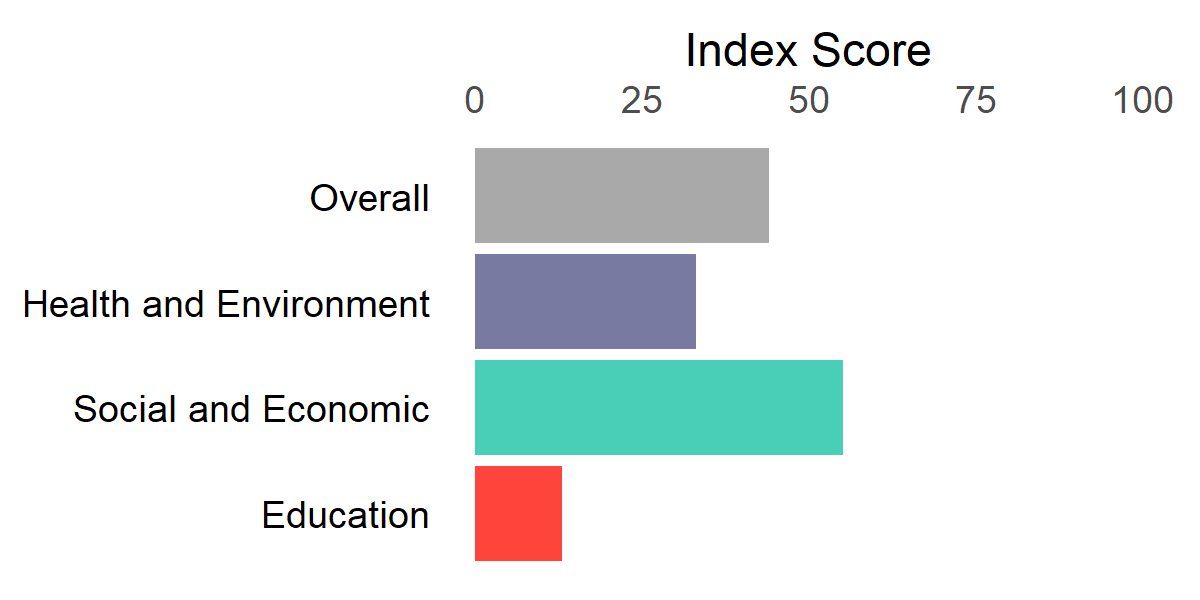 Index Score
0 25 50 75 100
Overall
Health and Environment
Social and Economic
Education